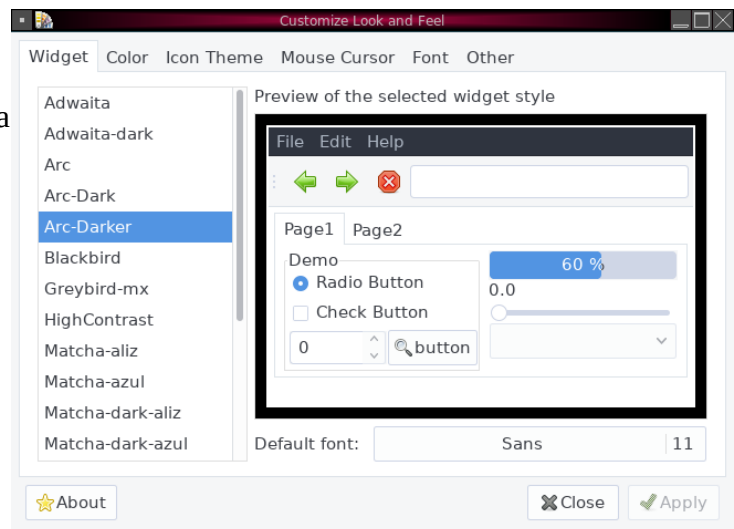 Customize Look and Feel
Widget Color Icon Theme Mouse Cursor Font Other
a
Adwaita
Adwaita-dark
Arc
Arc-Dark
Arc-Darker
Blackbird
Greybird-mx
HighContrast
Matcha-aliz
Matcha-azul
Matcha-dark-aliz
Matcha-dark-azul
Preview of the selected widget style
File Edit Help
Page1 Page2
Demo
Radio Button
Check Button
0
button
60 %
0.0
Default font: Sans 11
About
Close
Apply